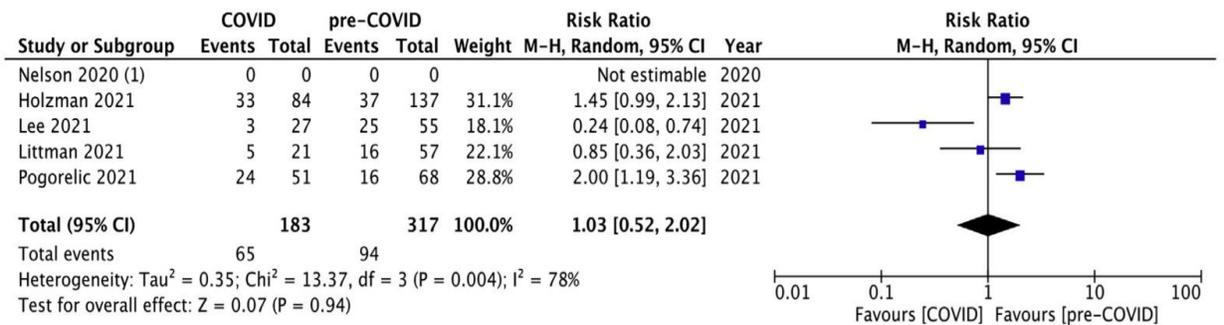 COVID pre-COVID Risk Ratio Risk Ratio
Study or Subgroup Events Total Events Total Weight M-H, Random, 95% CI Year M-H, Random, 95% CI
Nelson 2020 (1) 0 0 0 0 Not estimable 2020
Holzman 2021 33 84 37 137 31.1% 1.45 [0.99, 2.13] 2021
Lee 2021 3 27 25 55 18.1% 0.24 [0.08, 0.74] 2021
Littman 2021 5 21 16 57 22.1% 0.85 [0.36, 2.03] 2021
Pogorelic 2021 24 51 16 68 28.8% 2.00 [1.19, 3.36] 2021
Total (95% CI) 183 317 100.0% 1.03 [0.52, 2.02]
Total events 65 94
Heterogeneity: Tau² = 0.35; Chi² = 13.37, df = 3 (P = 0.004); I² = 78%
Test for overall effect: Z = 0.07 (P = 0.94)
0.01 0.1 1 10 100
Favours [COVID] Favours [pre-COVID]